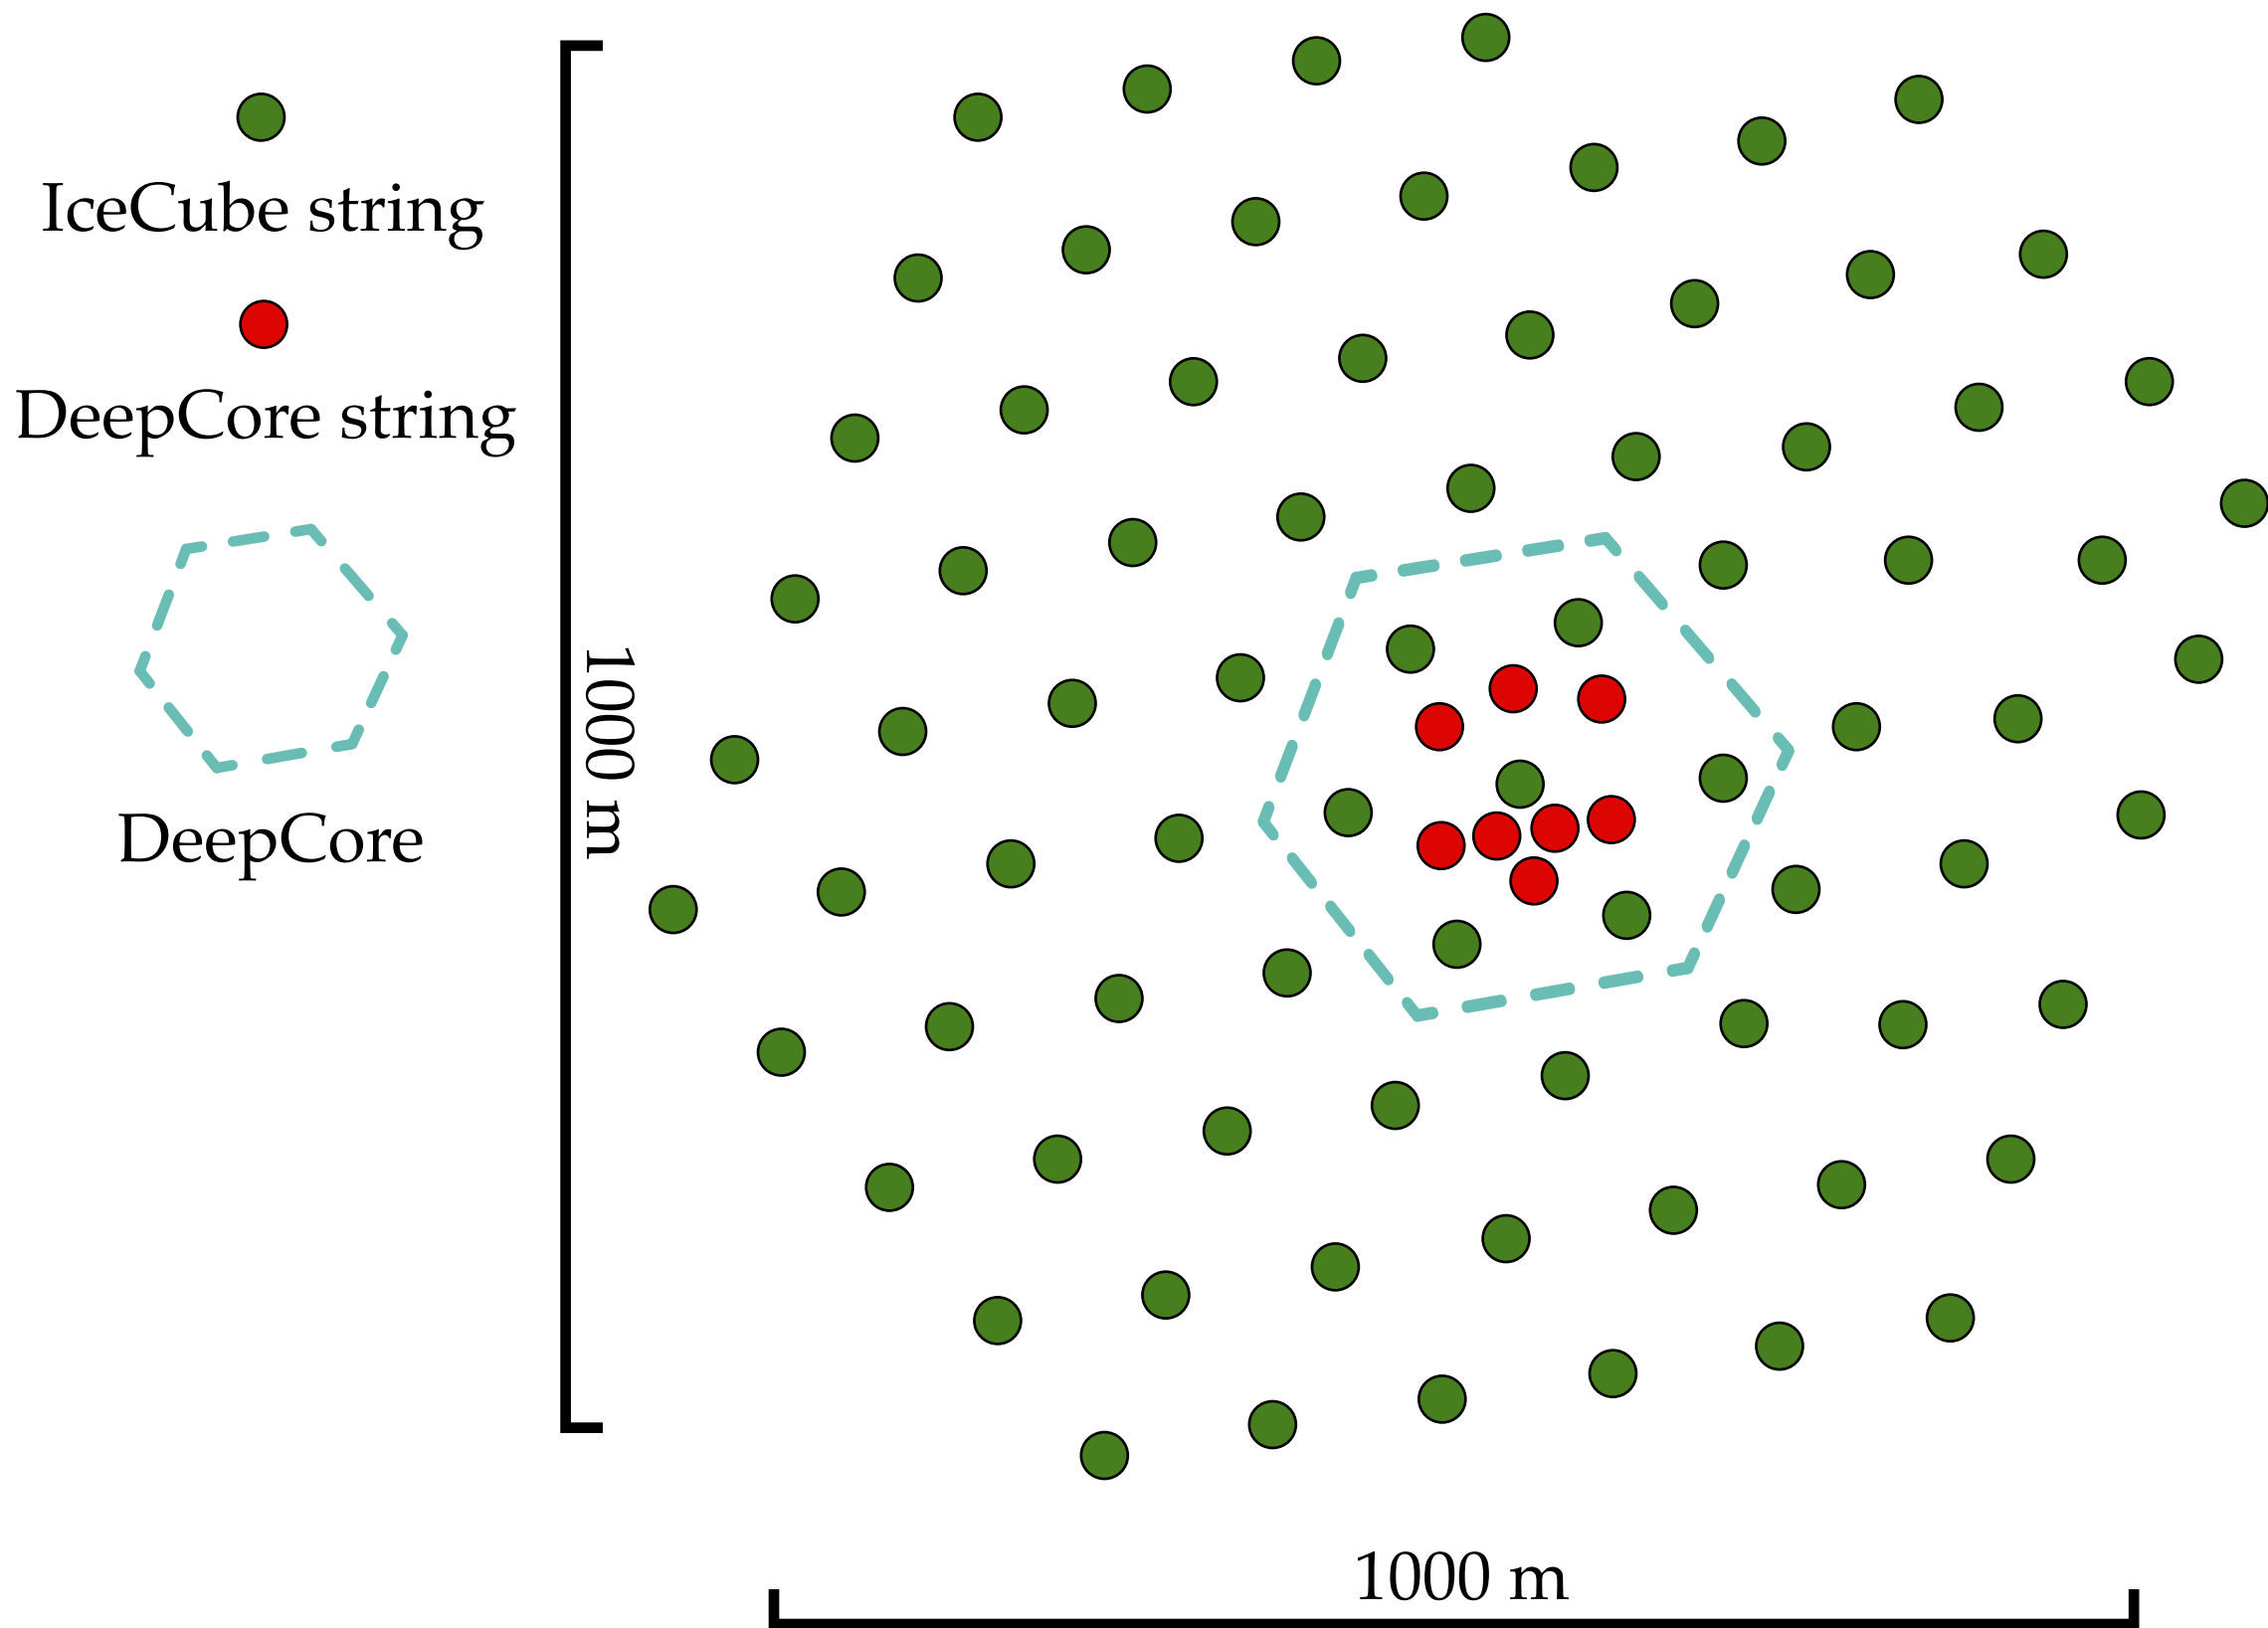 IceCube string
DeepCore string
DeepCore
1000 m
1000 m